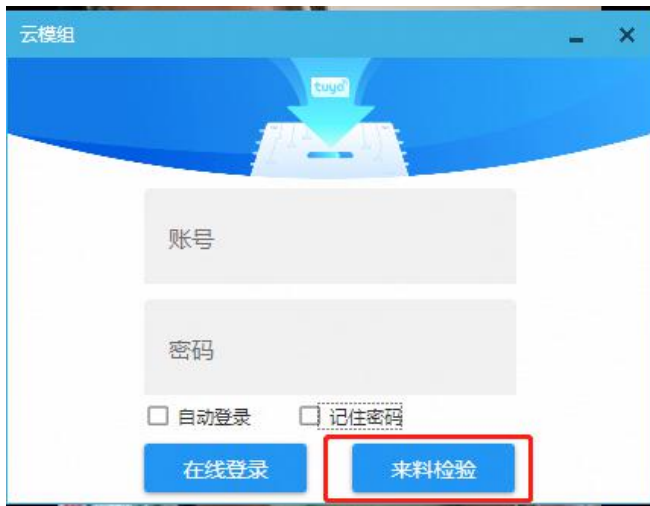 云模组
tuya
账号
密码
自动登录 记住密码
在线登录 来料检验